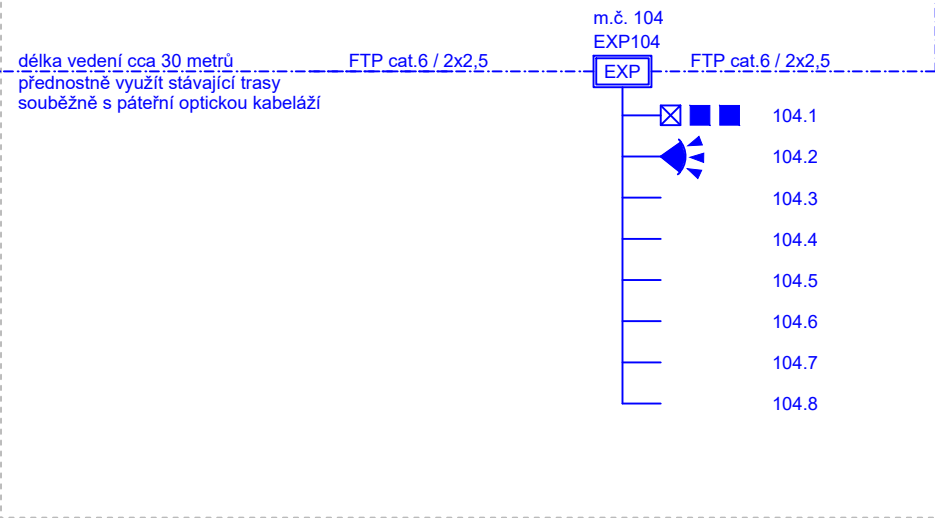 m.č. 104
EXP104
délka vedení cca 30 metrů
FTP cat.6 / 2x2,5
EXP
FTP cat.6 / 2x2,5
přednostně využít stávající trasy
souběžně s páteřní optickou kabeláží
104.1
104.2
104.3
104.4
104.5
104.6
104.7
104.8